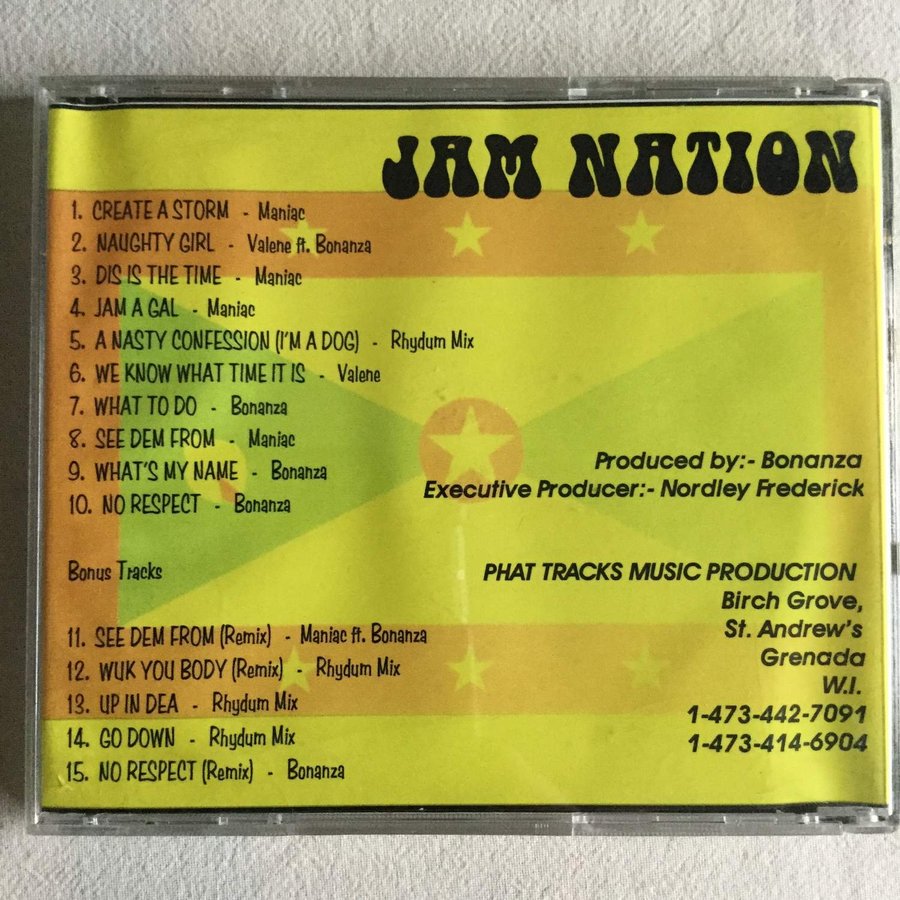 JAM NATION
1. CREATE A STORM - Maniac
2. NAUGHTY GIRL - Valene ft. Bonanza
3. DIS IS THE TIME - Maniac
4. JAM A GAL - Maniac
5. A NASTY CONFESSION (I'M A DOG) - Rhydum Mix
6. WE KNOW WHAT TIME IT IS - Valene
7. WHAT TO DO - Bonanza
8. SEE DEM FROM - Maniac
9. WHAT'S MY NAME - Bonanza
10. NO RESPECT - Bonanza
Bonus Tracks
11. SEE DEM FROM (Remix) - Maniac ft. Bonanza
12. WUK YOU BODY (Remix) - Rhydum Mix
13. UP IN DEA - Rhydum Mix
14. GO DOWN - Rhydum Mix
15. NO RESPECT (Remix) - Bonanza
Produced by:- Bonanza
Executive Producer:- Nordley Frederick
PHAT TRACKS MUSIC PRODUCTION
Birch Grove,
St. Andrew's
Grenada
W.I.
1-473-442-7091
1-473-414-6904